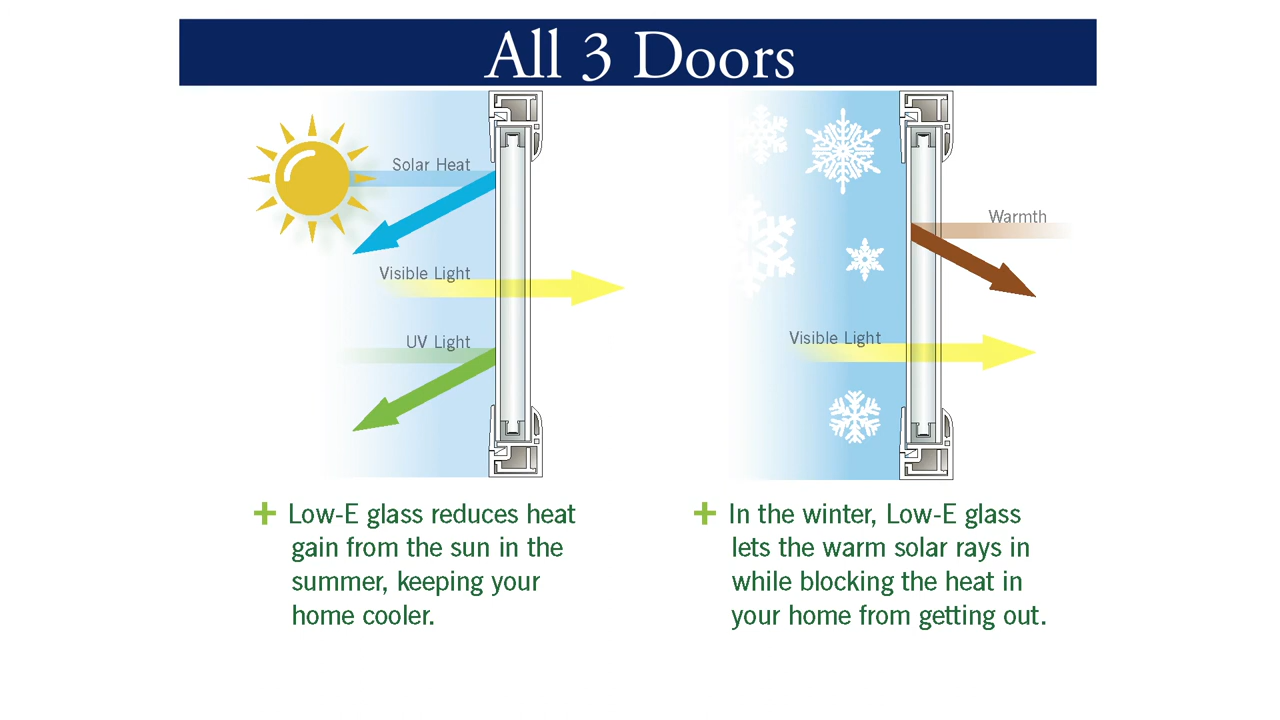 All 3 Doors
Solar Heat
Visible Light
UV Light
Warmth
Visible Light
+ Low-E glass reduces heat
gain from the sun in the
summer, keeping your
home cooler.
+ In the winter, Low-E glass
lets the warm solar rays in
while blocking the heat in
your home from getting out.